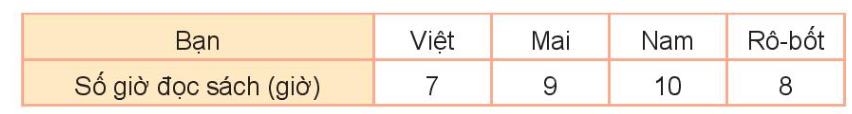 Bạn Việt Mai Nam Rô-bốt
Số giờ đọc sách (giờ) 7 9 10 8